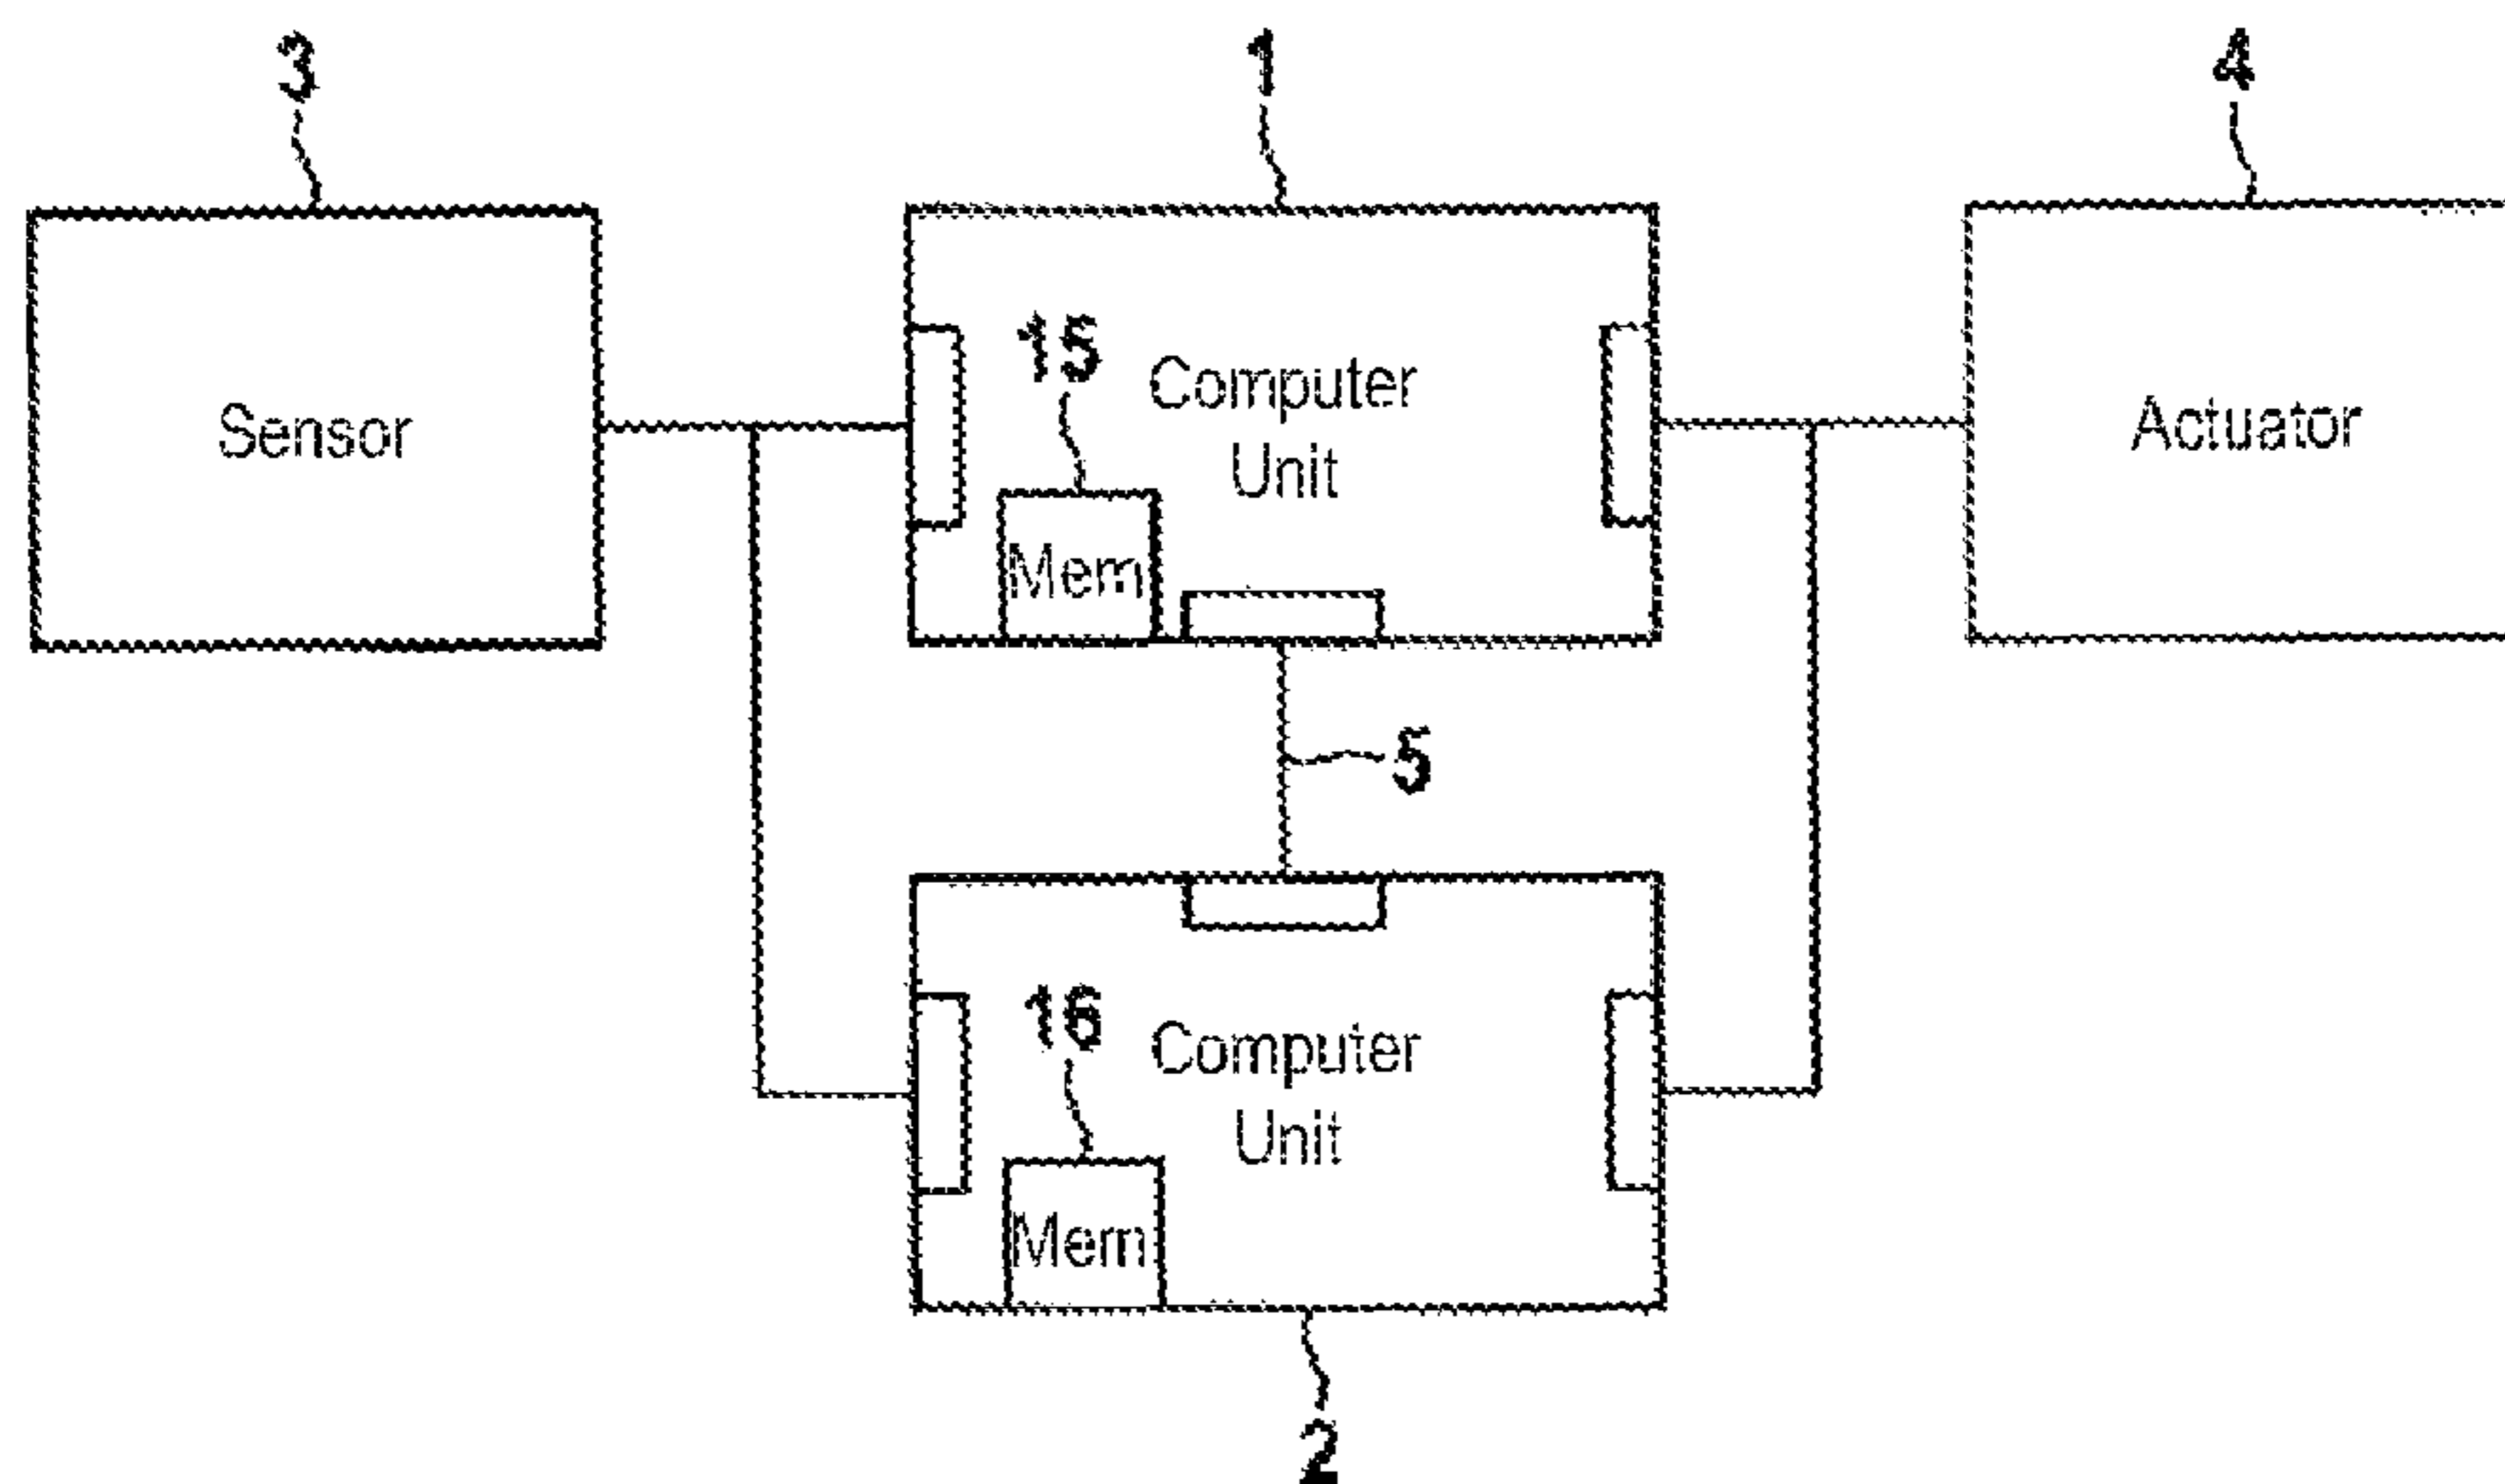 3
1
4
Sensor
15
Computer
Unit
Mem
Actuator
5
16
Computer
Unit
Mem
2